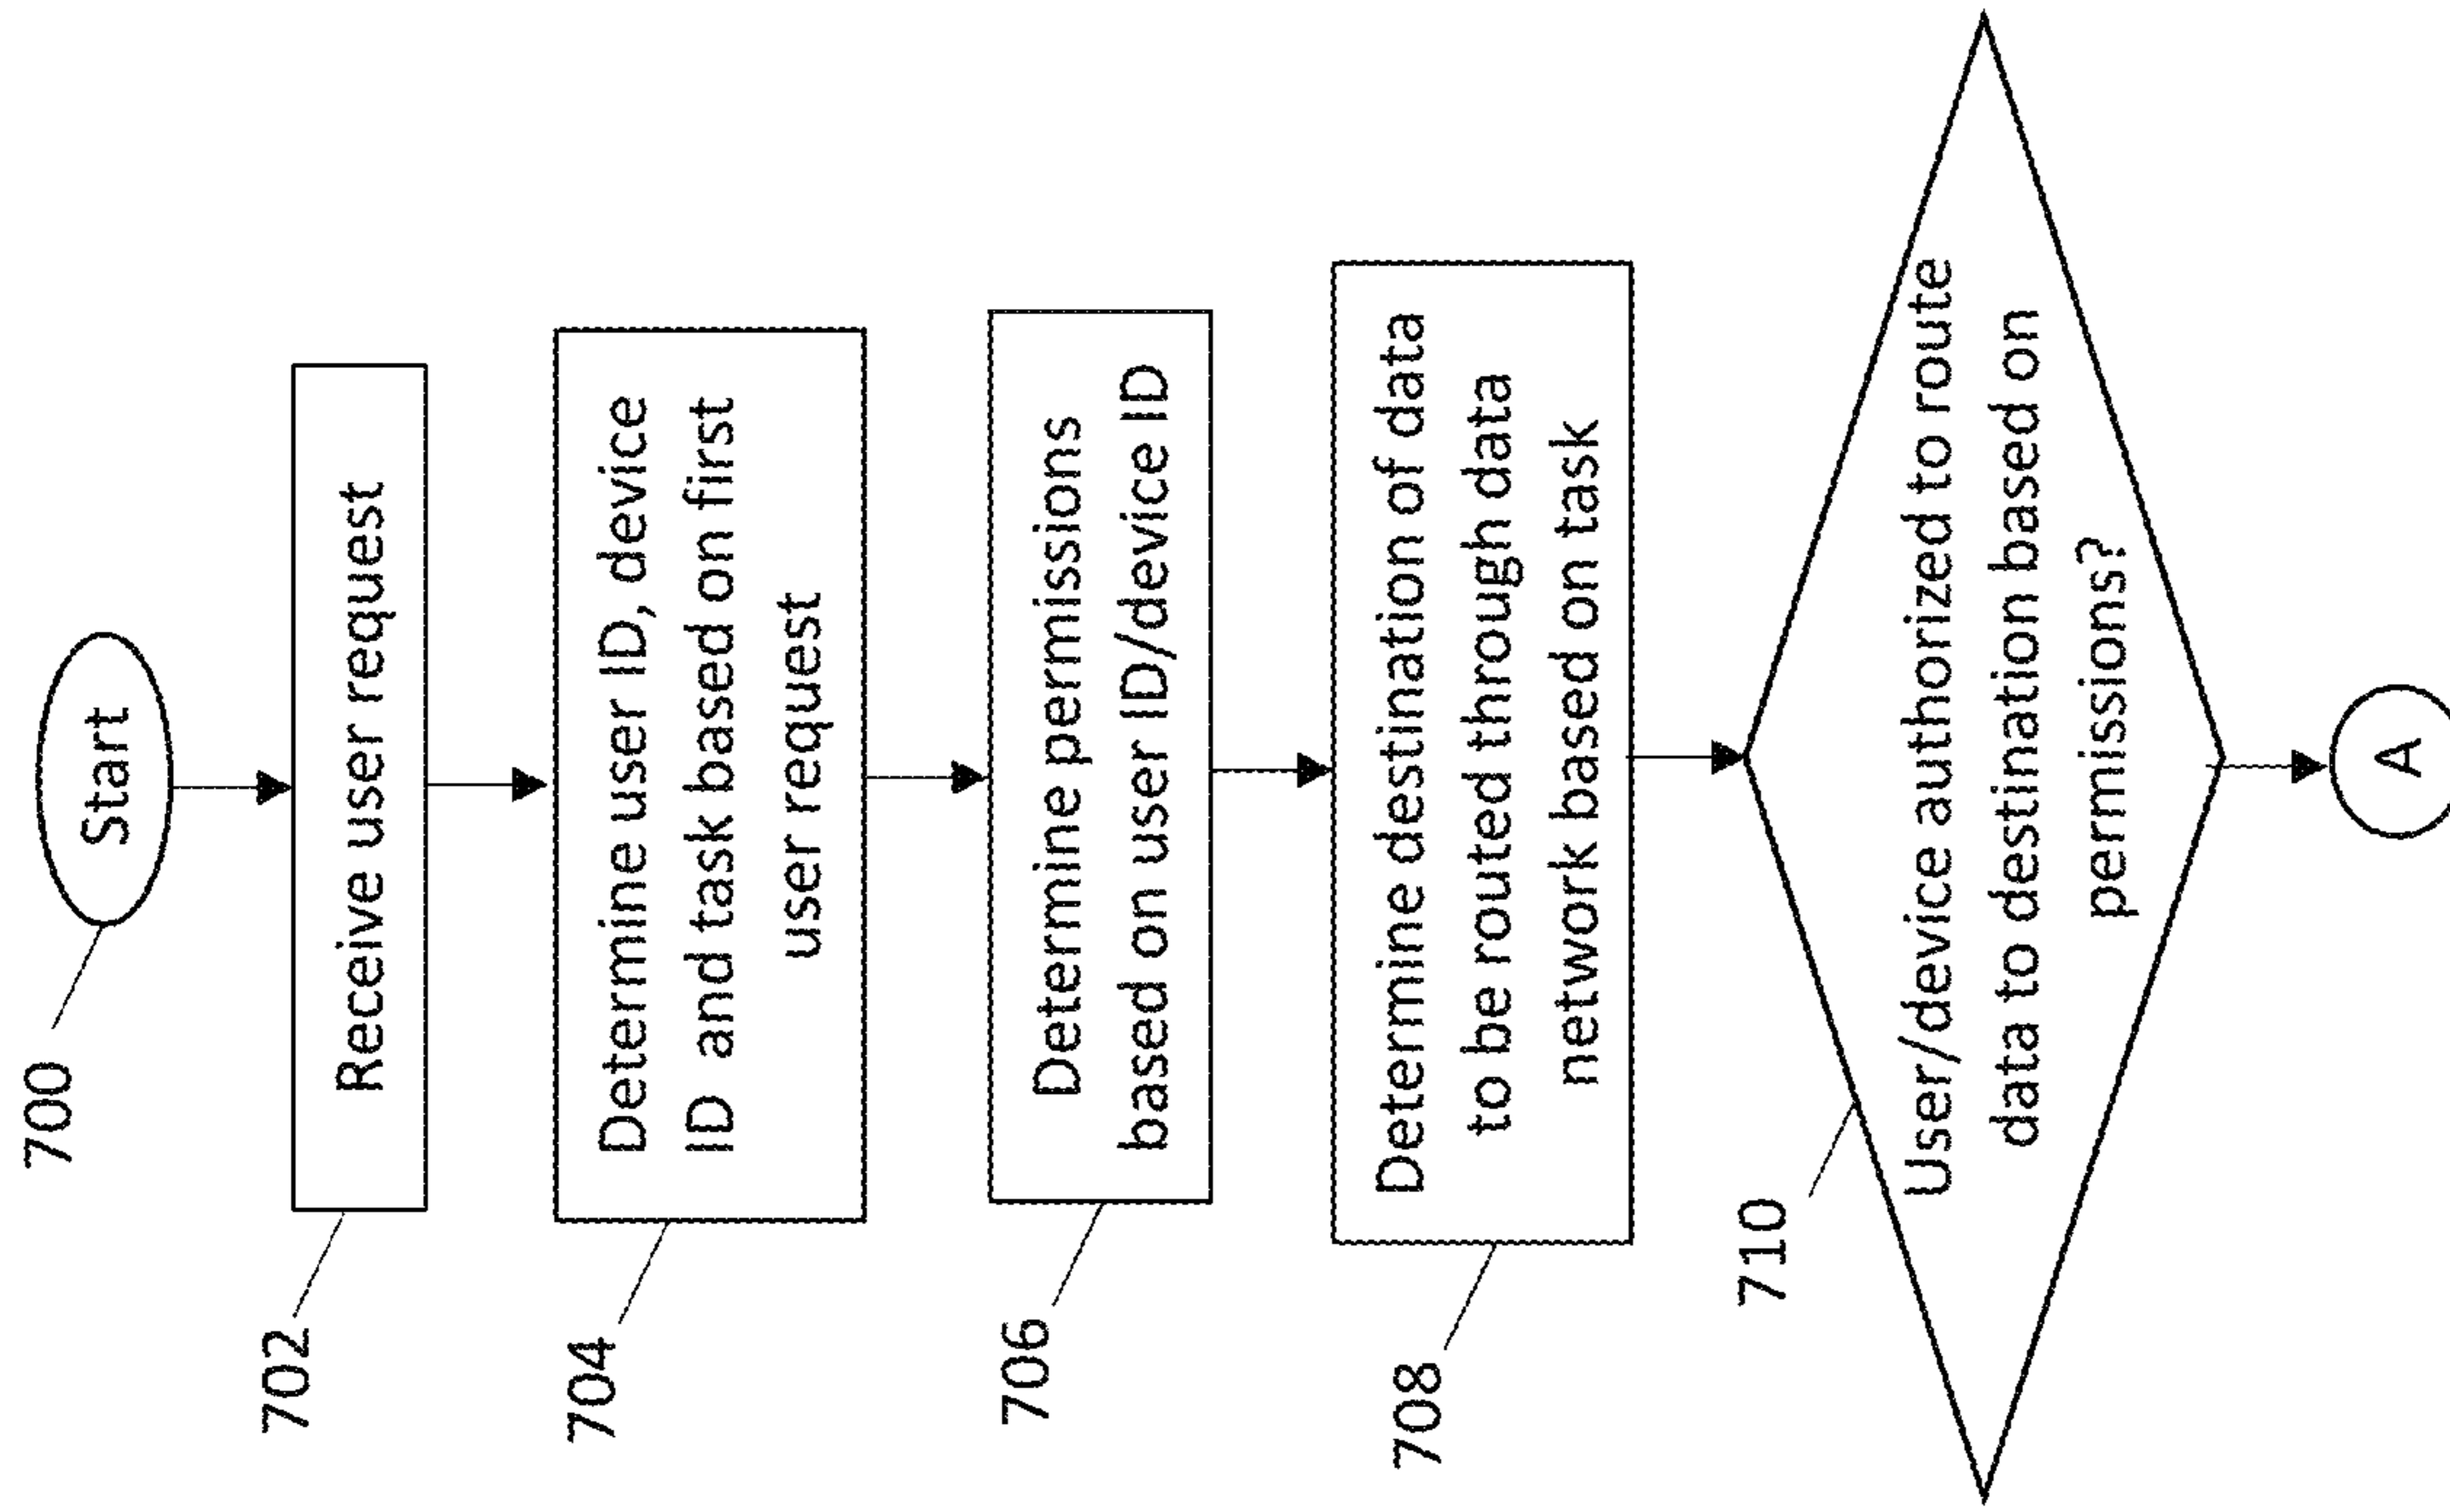 700
Start
702
Receive user request
704
Determine user ID, device
ID and task based on first
user request
706
Determine permissions
based on user ID/device ID
708
Determine destination of data
to be routed through data
network based on task
710
User/device authorized to route
data to destination based on
permissions?
A